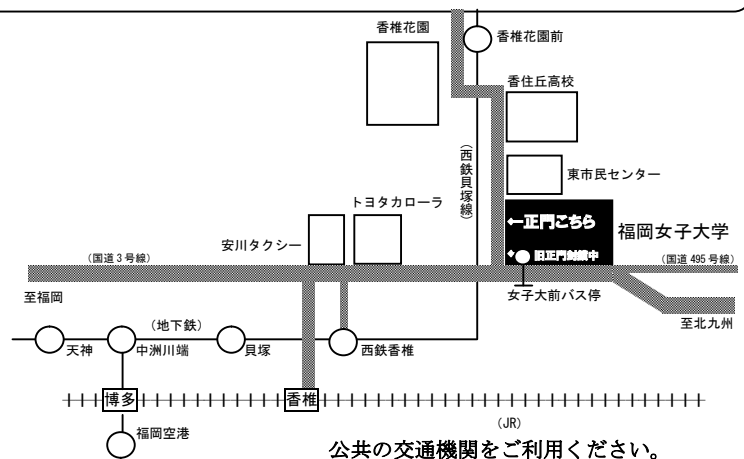 香椎花園
香椎花園前
香住丘高校
(西鉄貝塚線)
東市民センター
トヨタカローラ
←正門こちら
福岡女子大学
安川タクシー
旧正門封鎖中
(国道3号線)
(国道495号線)
至福岡
女子大前バス停
至北九州
(地下鉄)
天神
中洲川端
貝塚
西鉄香椎
博多
香椎
(JR)
福岡空港
公共の交通機関をご利用ください。